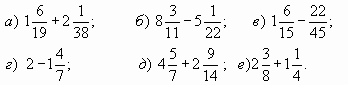 а) 1 6/19 + 2 1/38; б) 8 3/11 − 5 1/22; в) 1 6/15 − 22/45;
г) 2 − 1 4/7; д) 4 5/7 + 2 9/14; е) 2 3/8 + 1 1/4.